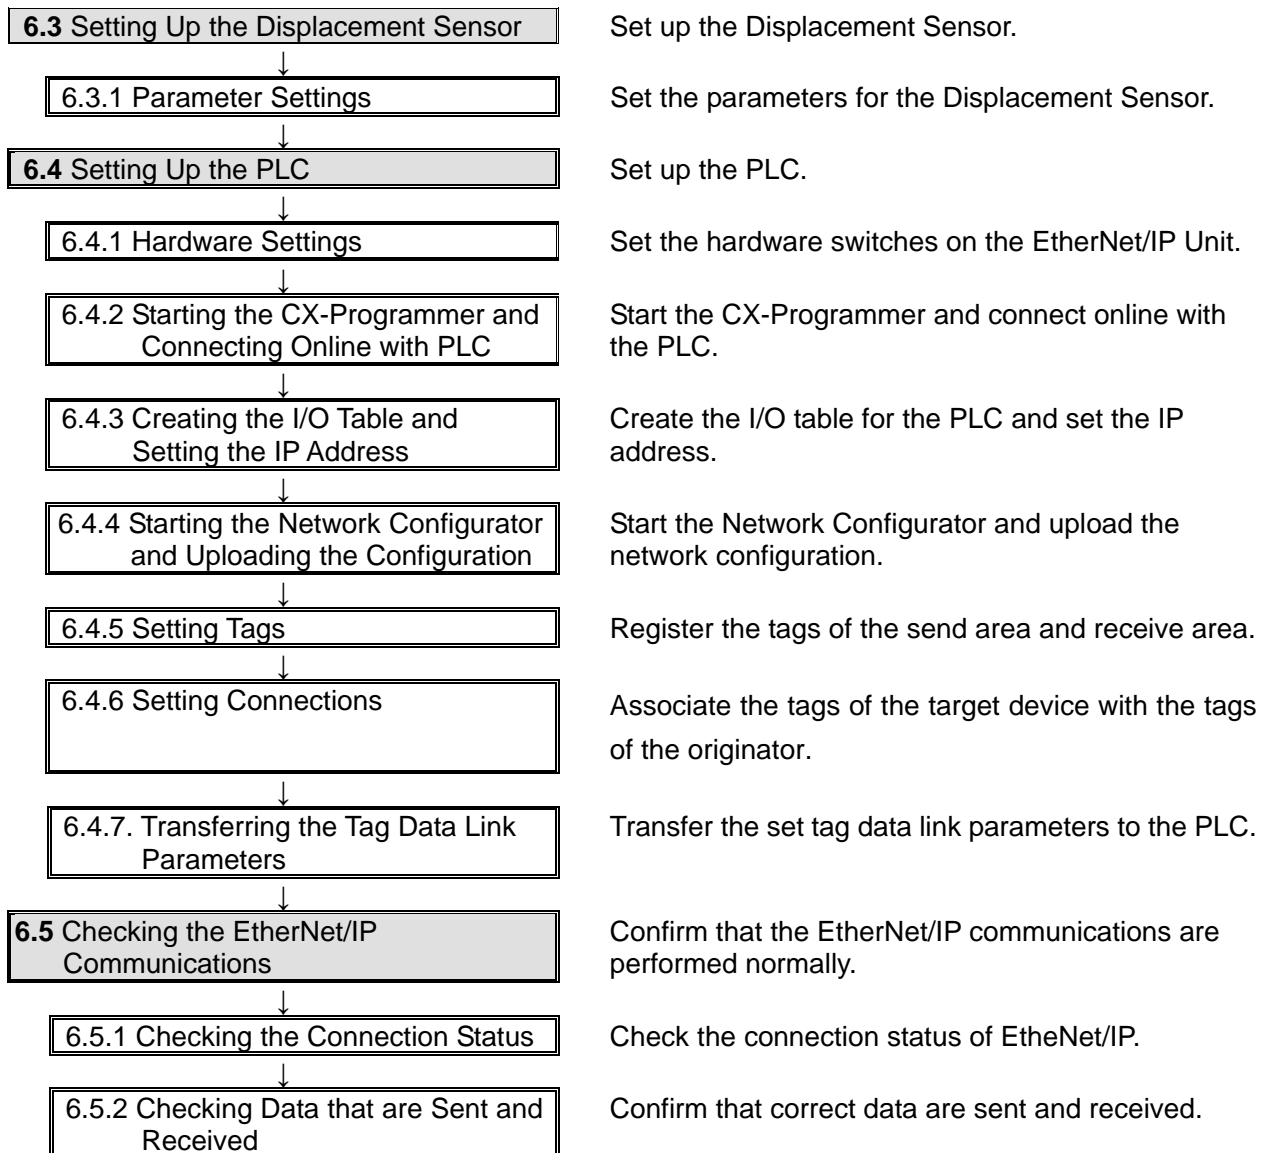 6.3 Setting Up the Displacement Sensor
Set up the Displacement Sensor.
↓
6.3.1 Parameter Settings
Set the parameters for the Displacement Sensor.
↓
6.4 Setting Up the PLC
Set up the PLC.
↓
6.4.1 Hardware Settings
Set the hardware switches on the EtherNet/IP Unit.
↓
6.4.2 Starting the CX-Programmer and
Connecting Online with PLC
Start the CX-Programmer and connect online with
the PLC.
↓
6.4.3 Creating the I/O Table and
Setting the IP Address
Create the I/O table for the PLC and set the IP
address.
↓
6.4.4 Starting the Network Configurator
and Uploading the Configuration
Start the Network Configurator and upload the
network configuration.
↓
6.4.5 Setting Tags
Register the tags of the send area and receive area.
↓
6.4.6 Setting Connections
Associate the tags of the target device with the tags
of the originator.
↓
6.4.7. Transferring the Tag Data Link
Parameters
Transfer the set tag data link parameters to the PLC.
↓
6.5 Checking the EtherNet/IP
Communications
Confirm that the EtherNet/IP communications are
performed normally.
↓
6.5.1 Checking the Connection Status
Check the connection status of EtheNet/IP.
↓
6.5.2 Checking Data that are Sent and
Received
Confirm that correct data are sent and received.